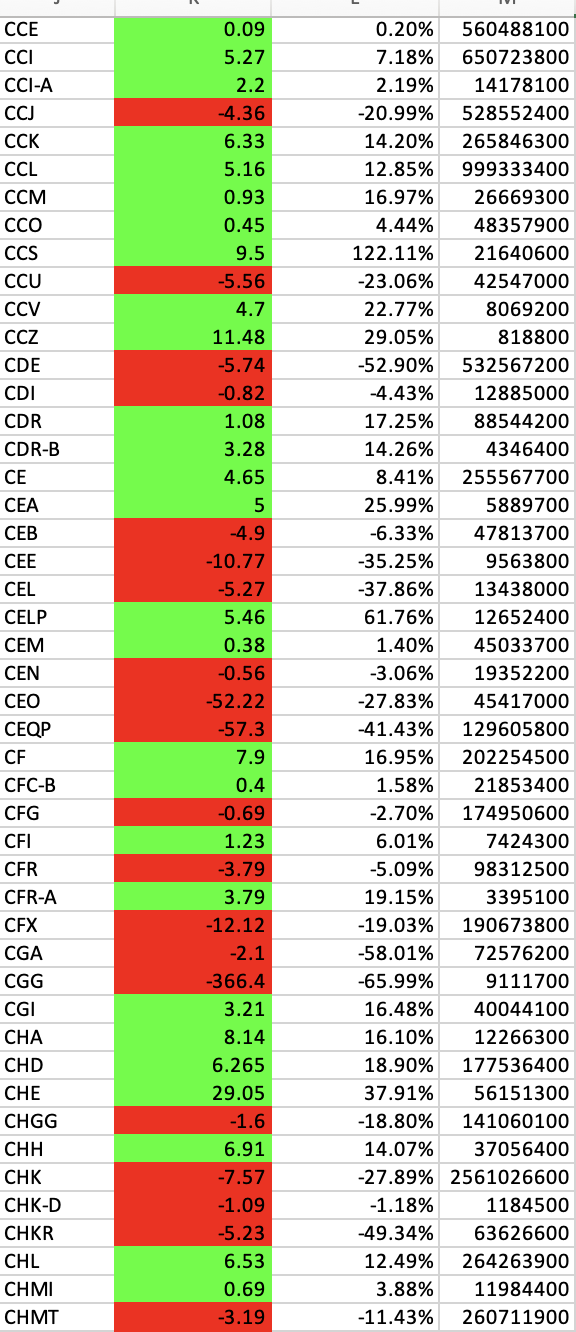 CCE 0.09 0.20% 560488100
CCI 5.27 7.18% 650723800
CCI-A 2.2 2.19% 14178100
CCJ -4.36 -20.99% 528552400
CCK 6.33 14.20% 265846300
CCL 5.16 12.85% 999333400
CCM 0.93 16.97% 26669300
CCO 0.45 4.44% 48357900
CCS 9.5 122.11% 21640600
CCU -5.56 -23.06% 42547000
CCV 4.7 22.77% 8069200
CCZ 11.48 29.05% 818800
CDE -5.74 -52.90% 532567200
CDI -0.82 -4.43% 12885000
CDR 1.08 17.25% 88544200
CDR-B 3.28 14.26% 4346400
CE 4.65 8.41% 255567700
CEA 5 25.99% 5889700
CEB -4.9 -6.33% 47813700
CEE -10.77 -35.25% 9563800
CEL -5.27 -37.86% 13438000
CELP 5.46 61.76% 12652400
CEM 0.38 1.40% 45033700
CEN -0.56 -3.06% 19352200
CEO -52.22 -27.83% 45417000
CEQP -57.3 -41.43% 129605800
CF 7.9 16.95% 202254500
CFC-B 0.4 1.58% 21853400
CFG -0.69 -2.70% 174950600
CFI 1.23 6.01% 7424300
CFR -3.79 -5.09% 98312500
CFR-A 3.79 19.15% 3395100
CFX -12.12 -19.03% 190673800
CGA -2.1 -58.01% 72576200
CGG -366.4 -65.99% 9111700
CGI 3.21 16.48% 40044100
CHA 8.14 16.10% 12266300
CHD 6.265 18.90% 177536400
CHE 29.05 37.91% 56151300
CHGG -1.6 -18.80% 141060100
CHH 6.91 14.07% 37056400
CHK -7.57 -27.89% 2561026600
CHK-D -1.09 -1.18% 1184500
CHKR -5.23 -49.34% 63626600
CHL 6.53 12.49% 264263900
CHMI 0.69 3.88% 11984400
CHMT -3.19 -11.43% 260711900